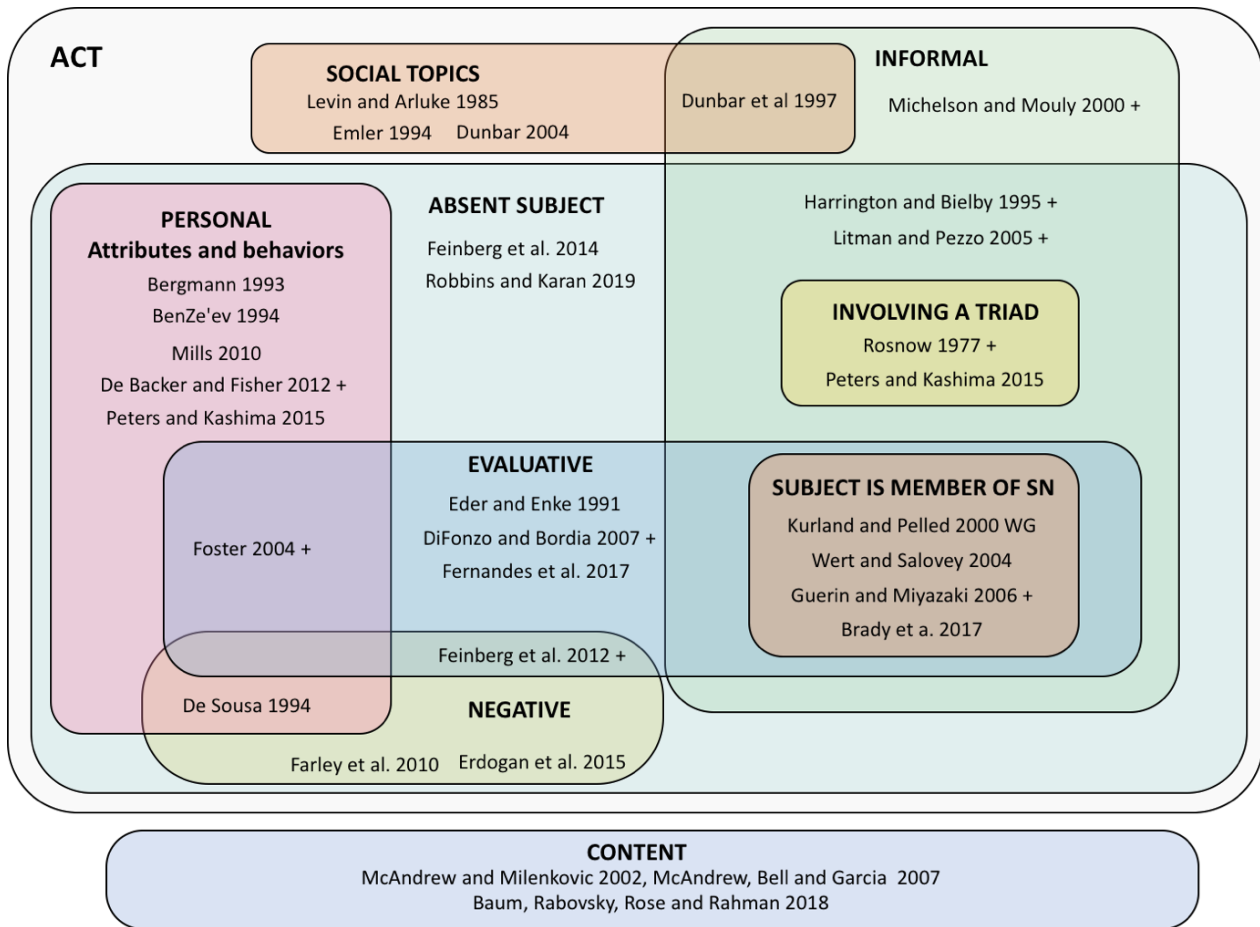 ACT
SOCIAL TOPICS
Levin and Arluke 1985
Emler 1994 Dunbar 2004
Dunbar et al 1997
INFORMAL
Michelson and Mouly 2000 +
PERSONAL
Attributes and behaviors
Bergmann 1993
BenZe'ev 1994
Mills 2010
De Backer and Fisher 2012 +
Peters and Kashima 2015
ABSENT SUBJECT
Feinberg et al. 2014
Robbins and Karan 2019
Harrington and Bielby 1995 +
Litman and Pezzo 2005 +
INVOLVING A TRIAD
Rosnow 1977 +
Peters and Kashima 2015
EVALUATIVE
Eder and Enke 1991
DiFonzo and Bordia 2007 +
Fernandes et al. 2017
Foster 2004 +
SUBJECT IS MEMBER OF SN
Kurland and Pelled 2000 WG
Wert and Salovey 2004
Guerin and Miyazaki 2006 +
Brady et a. 2017
Feinberg et al. 2012 +
De Sousa 1994
NEGATIVE
Farley et al. 2010 Erdogan et al. 2015
CONTENT
McAndrew and Milenkovic 2002, McAndrew, Bell and Garcia 2007
Baum, Rabovsky, Rose and Rahman 2018